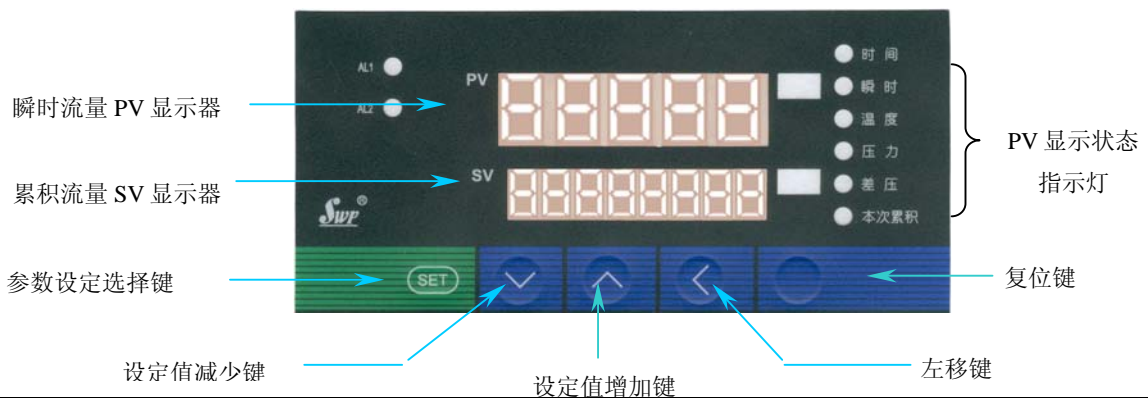 AL1
AL2
瞬时流量 PV 显示器
累积流量 SV 显示器
PV
SV
时间
瞬时
温度
压力
差压
本次累积
PV 显示状态
指示灯
Swp®
参数设定选择键
SET
复位键
设定值减少键
设定值增加键
左移键